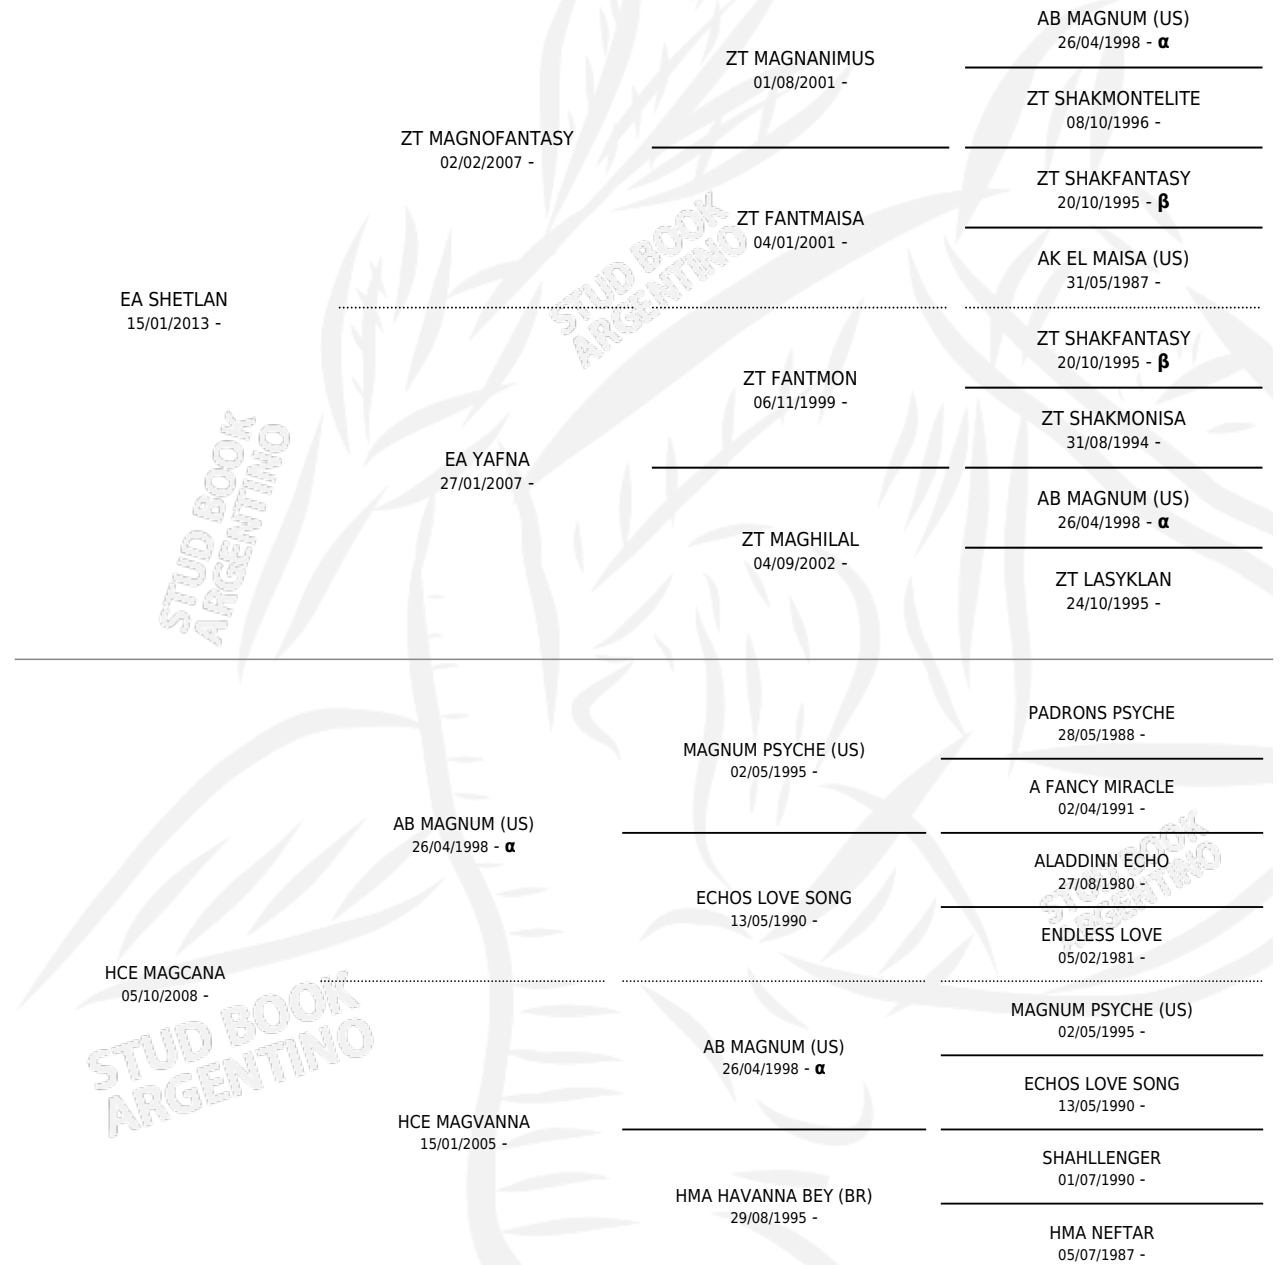 AB MAGNUM (US)
26/04/1998 - α
ZT MAGNANIMUS
01/08/2001 -
ZT SHAKMONTELITE
08/10/1996 -
ZT MAGNOFANTASY
02/02/2007 -
ZT SHAKFANTASY
20/10/1995 - β
ZT FANTMAISA
04/01/2001 -
AK EL MAISA (US)
31/05/1987 -
EA SHETLAN
15/01/2013 -
ZT SHAKFANTASY
20/10/1995 - β
ZT FANTMON
06/11/1999 -
ZT SHAKMONISA
31/08/1994 -
EA YAFNA
27/01/2007 -
AB MAGNUM (US)
26/04/1998 - α
ZT MAGHILAL
04/09/2002 -
ZT LASYKLAN
24/10/1995 -
PADRONS PSYCHE
28/05/1988 -
MAGNUM PSYCHE (US)
02/05/1995 -
A FANCY MIRACLE
02/04/1991 -
AB MAGNUM (US)
26/04/1998 - α
ALADDINN ECHO
27/08/1980 -
ECHOS LOVE SONG
13/05/1990 -
ENDLESS LOVE
05/02/1981 -
HCE MAGCANA
05/10/2008 -
MAGNUM PSYCHE (US)
02/05/1995 -
AB MAGNUM (US)
26/04/1998 - α
ECHOS LOVE SONG
13/05/1990 -
HCE MAGVANNA
15/01/2005 -
SHAHLLENGER
01/07/1990 -
HMA HAVANNA BEY (BR)
29/08/1995 -
HMA NEFTAR
05/07/1987 -
STUD BOOK
ARGENTINO
STUD BOOK
ARGENTINO
STUD BOOK
ARGENTINO
STUD BOOK
ARGENTINO